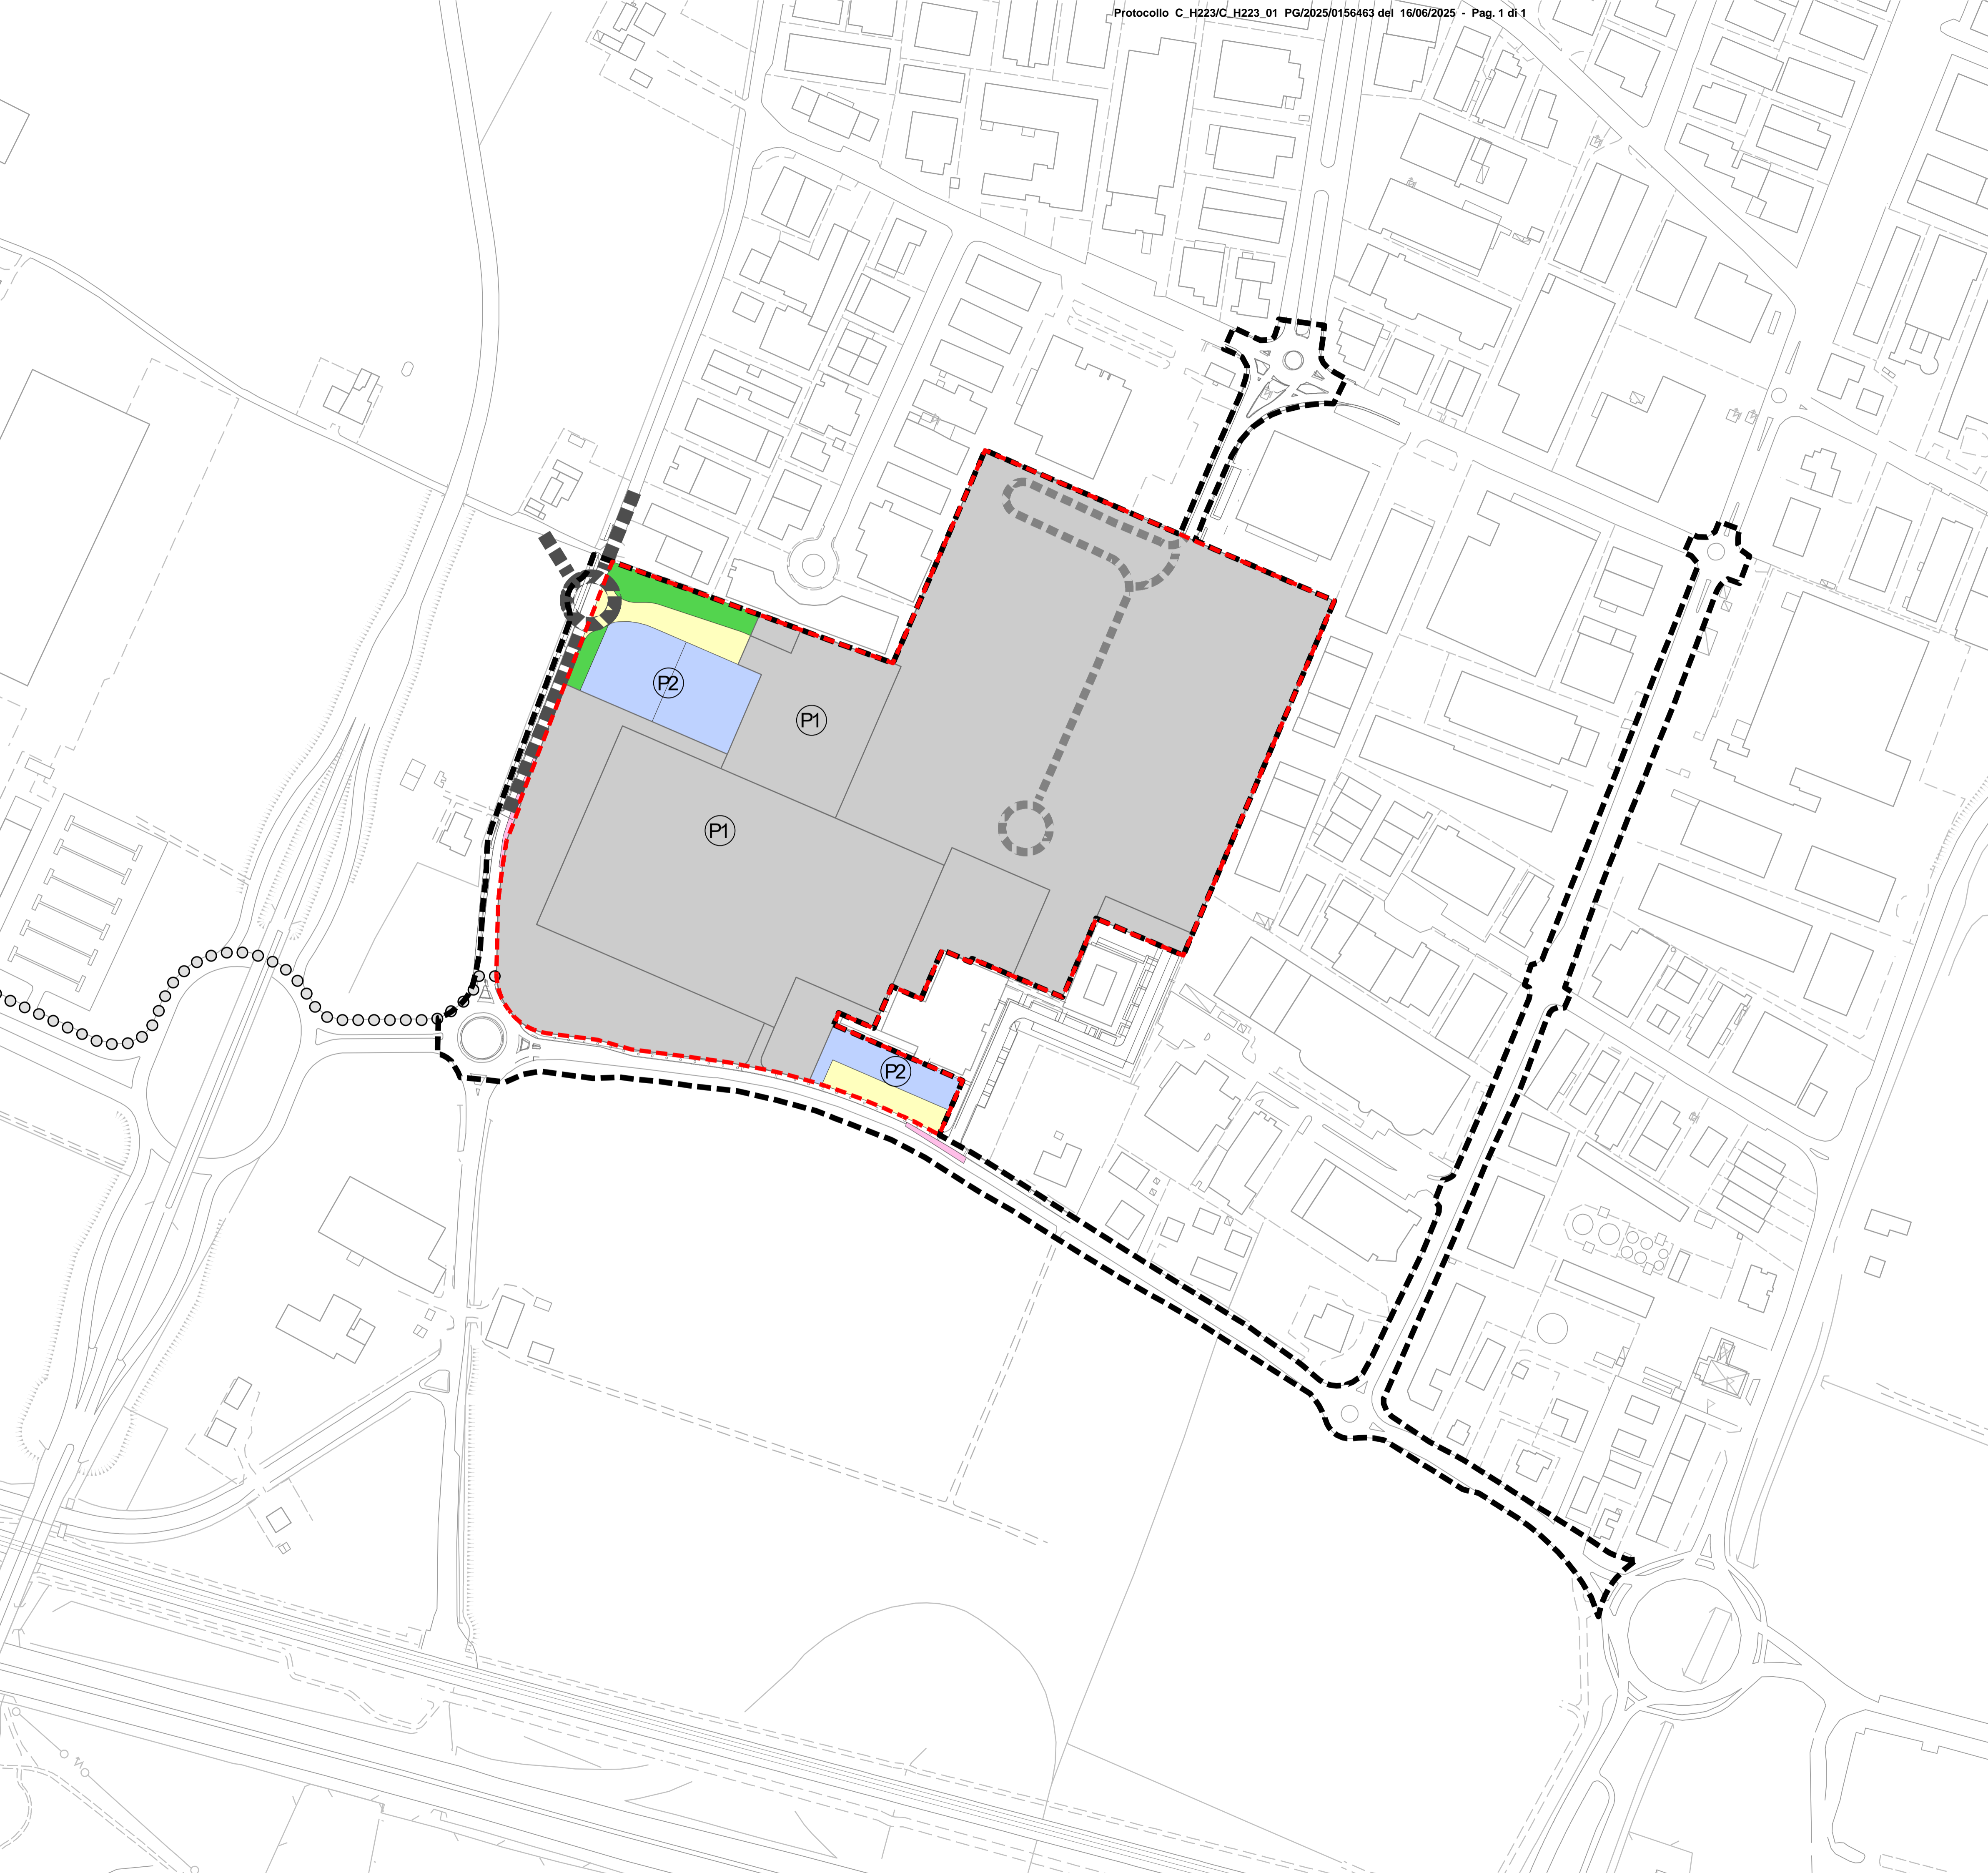 Protocollo C_H223/C_H223_01 PG/2025/0156463 del 16/06/2025 - Pag. 1 di 1
P2
P1
P1
P2